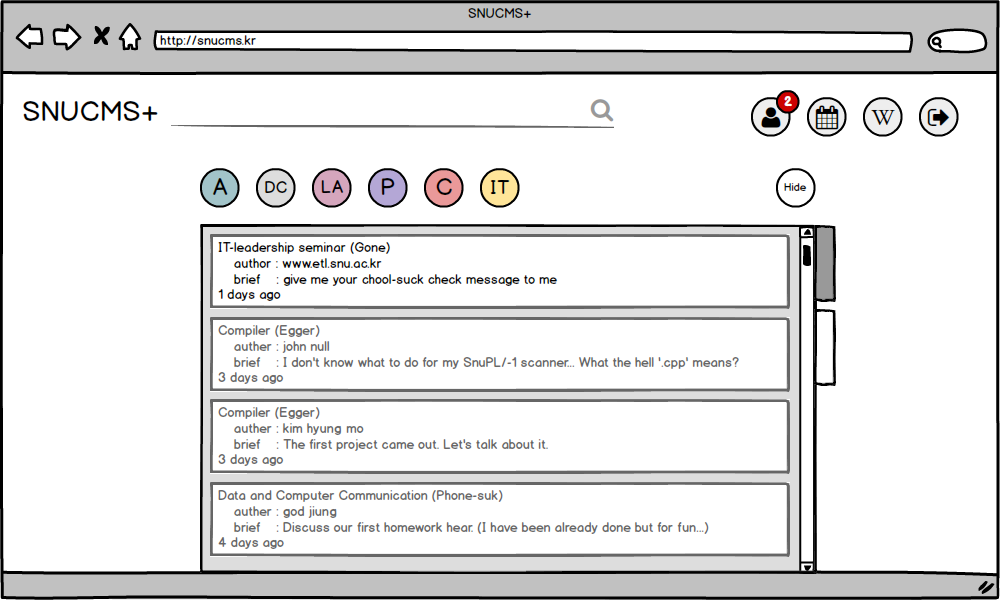 SNUCMS+
http://snucms.kr
SNUCMS+
2
W
A DC LA P C IT Hide
IT-leadership seminar (Gone)
author : www.etl.snu.ac.kr
brief : give me your chool-suck check message to me
1 days ago
Compiler (Egger)
auther : john null
brief : I don't know what to do for my SnuPL/-1 scanner... What the hell '.cpp' means?
3 days ago
Compiler (Egger)
auther : kim hyung mo
brief : The first project came out. Let's talk about it.
3 days ago
Data and Computer Communication (Phone-suk)
auther : god jiung
brief : Discuss our first homework hear. (I have been already done but for fun...)
4 days ago